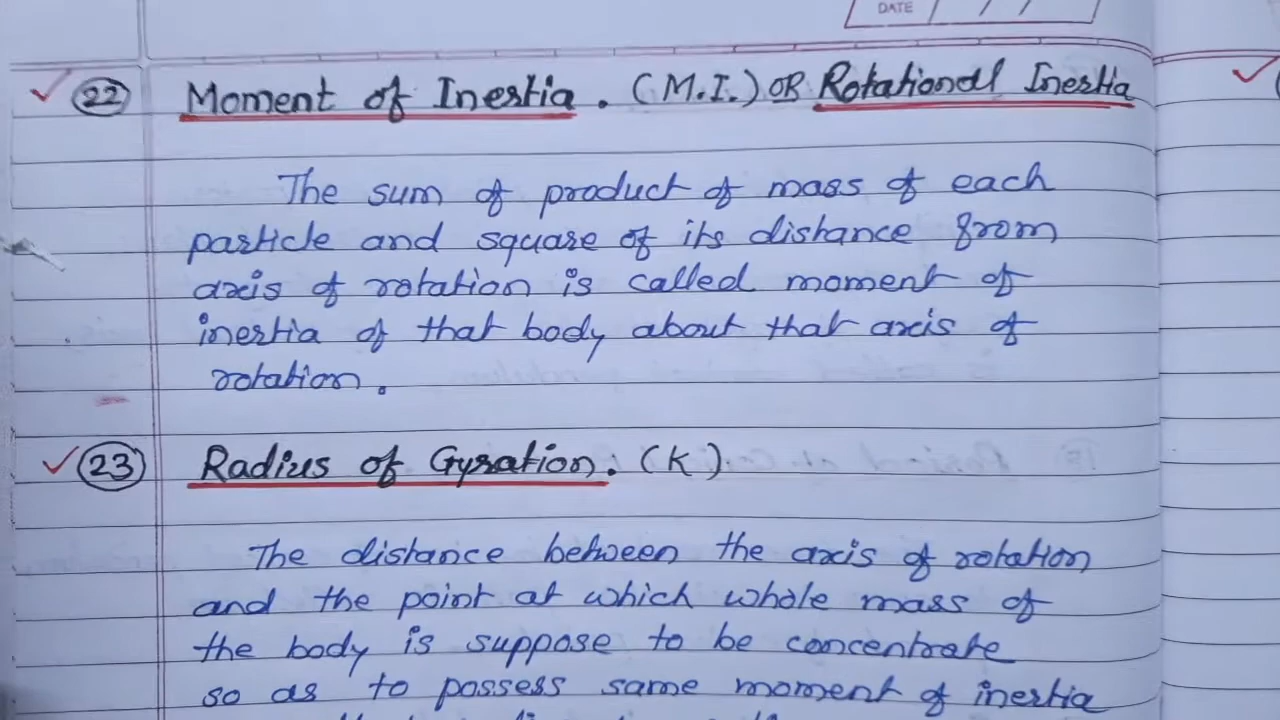 DATE
22 Moment of Inertia . (M.I.) OR Rotational Inertia
The sum of product of mass of each
particle and square of its distance from
axis of rotation is called moment of
inertia of that body about that axis of
rotation.
23 Radius of Gyration : (K)
The distance between the axis of rotation
and the point at which whole mass of
the body is suppose to be concentrate
so as to possess same moment of inertia